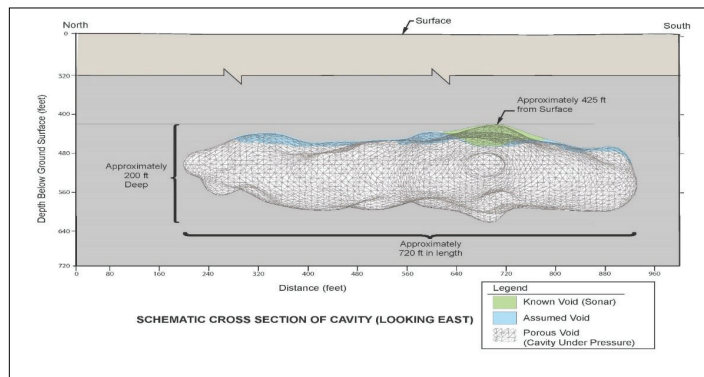 North
Surface
South
0
320
400
480
560
640
720
Depth Below Ground Surface (feet)
Approximately 425 ft
from Surface
Approximately
200 ft
Deep
Approximately
720 ft in length
0 80 160 240 320 400 480 560 640 720 800 880 960
Distance (feet)
SCHEMATIC CROSS SECTION OF CAVITY (LOOKING EAST)
Legend
Known Void (Sonar)
Assumed Void
Porous Void
(Cavity Under Pressure)